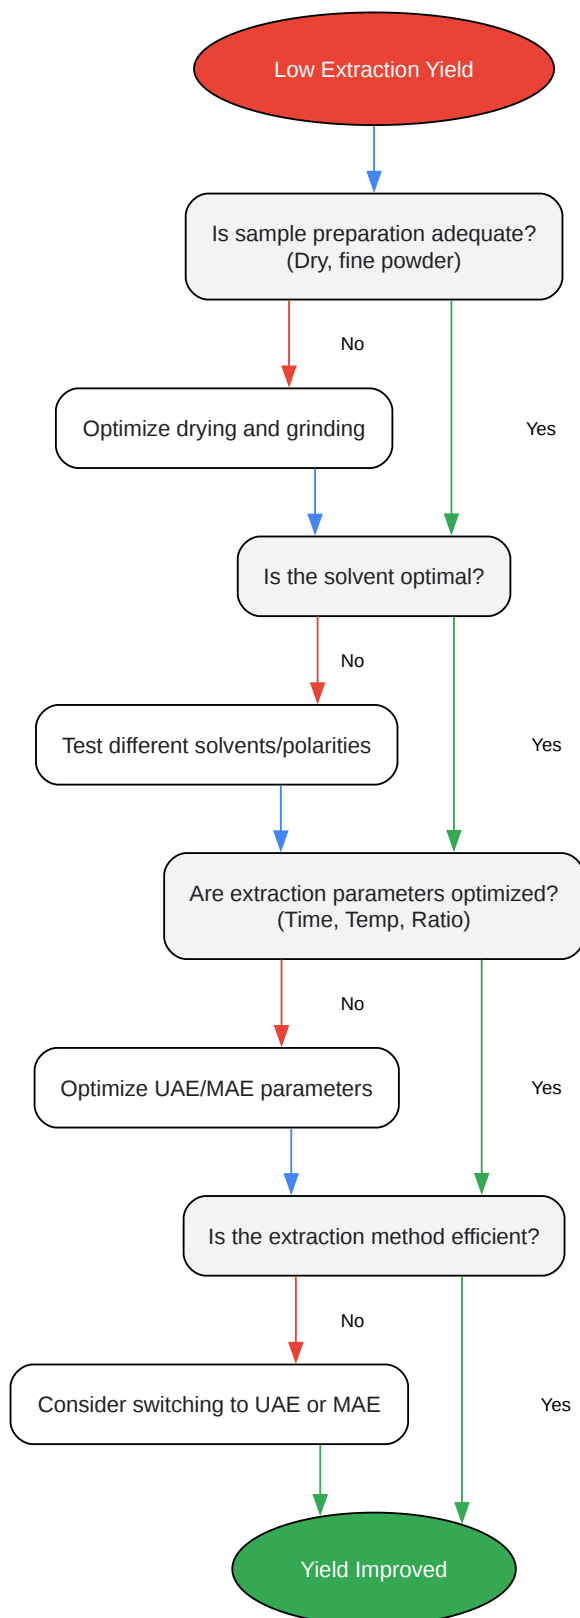 Low Extraction Yield
Is sample preparation adequate?
(Dry, fine powder)
No
Optimize drying and grinding
Yes
Is the solvent optimal?
No
Test different solvents/polarities
Yes
Are extraction parameters optimized?
(Time, Temp, Ratio)
No
Optimize UAE/MAE parameters
Yes
Is the extraction method efficient?
No
Consider switching to UAE or MAE
Yes
Yield Improved